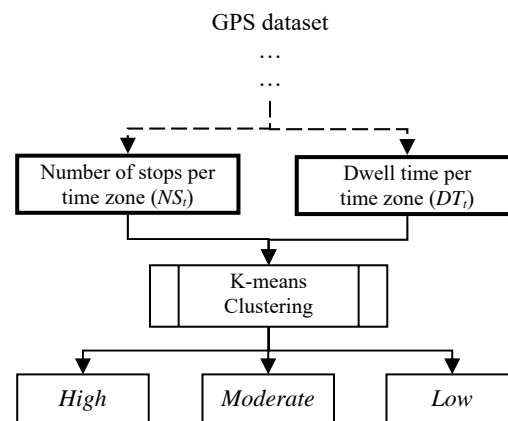 GPS dataset
…
…
Number of stops per
time zone (NSt)
Dwell time per
time zone (DTt)
K-means
Clustering
High
Moderate
Low